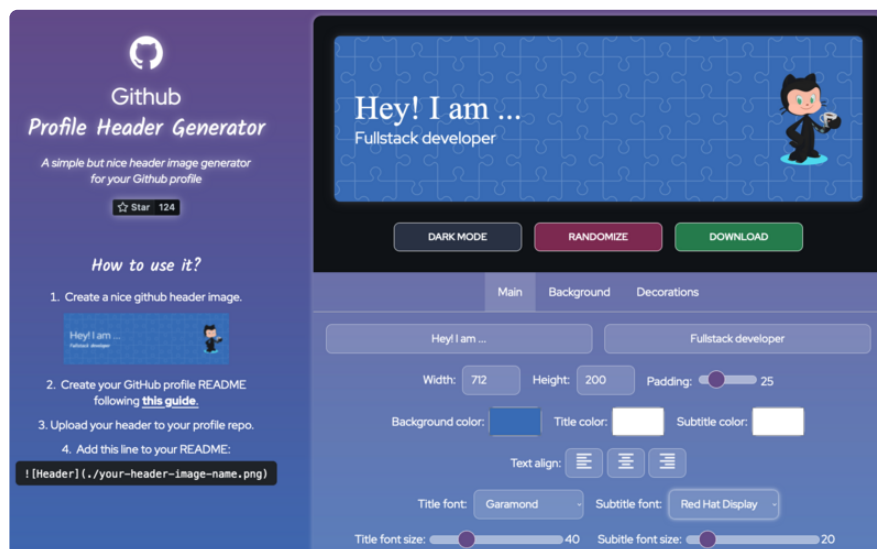 Github
Profile Header Generator
A simple but nice header image generator
for your Github profile
Star 124
How to use it?
1. Create a nice github header image.
Hey! I am ...
Fullstack developer
2. Create your GitHub profile README
following this guide.
3. Upload your header to your profile repo.
4. Add this line to your README:
![Header](./your-header-image-name.png)
Hey! I am ...
Fullstack developer
DARK MODE RANDOMIZE DOWNLOAD
Main Background Decorations
Hey! I am ... Fullstack developer
Width: 712 Height: 200 Padding: 25
Background color: Title color: Subtitle color:
Text align:
Title font: Garamond Subtitle font: Red Hat Display
Title font size: 40 Subitle font size: 20